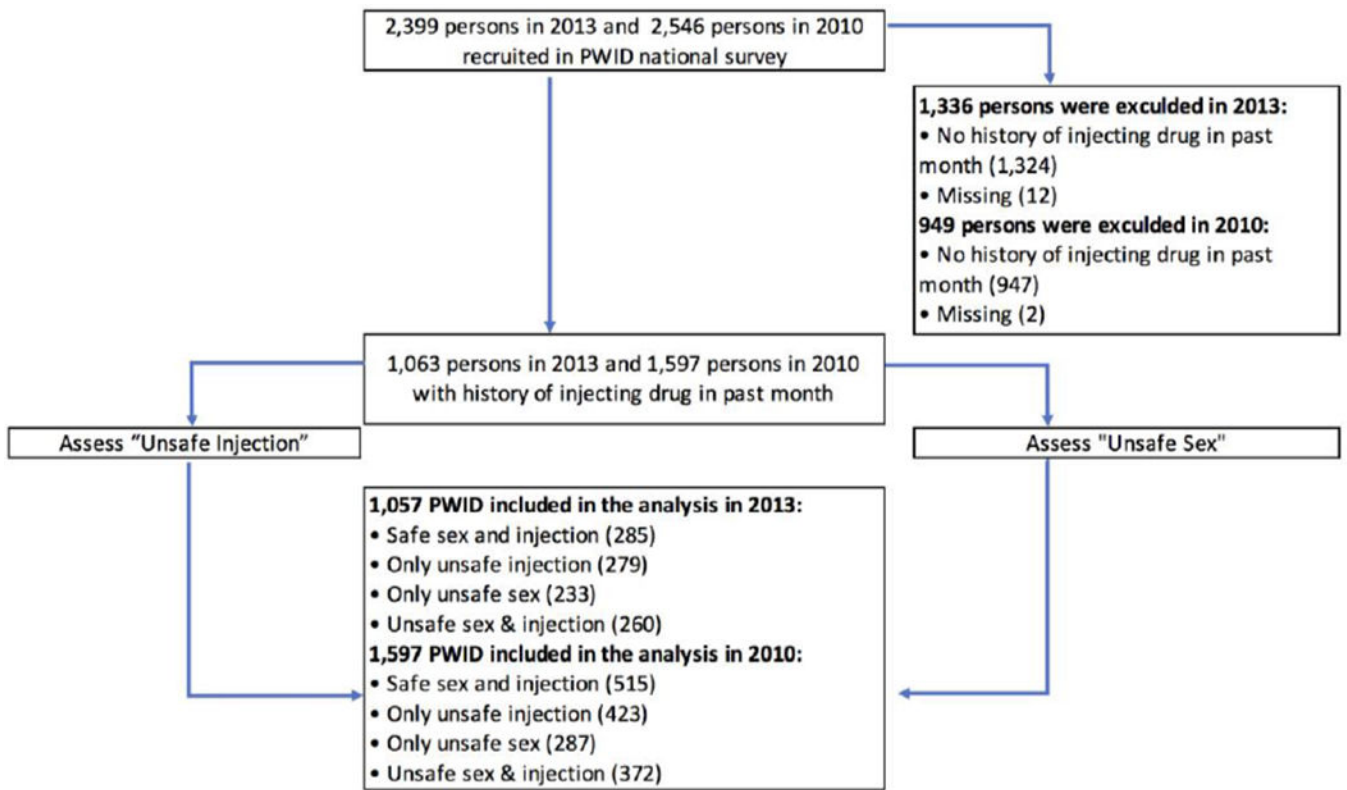 2,399 persons in 2013 and 2,546 persons in 2010
recruited in PWID national survey
1,336 persons were exculded in 2013:
• No history of injecting drug in past
month (1,324)
• Missing (12)
949 persons were exculded in 2010:
• No history of injecting drug in past
month (947)
• Missing (2)
1,063 persons in 2013 and 1,597 persons in 2010
with history of injecting drug in past month
Assess “Unsafe Injection”
Assess "Unsafe Sex"
1,057 PWID included in the analysis in 2013:
• Safe sex and injection (285)
• Only unsafe injection (279)
• Only unsafe sex (233)
• Unsafe sex & injection (260)
1,597 PWID included in the analysis in 2010:
• Safe sex and injection (515)
• Only unsafe injection (423)
• Only unsafe sex (287)
• Unsafe sex & injection (372)